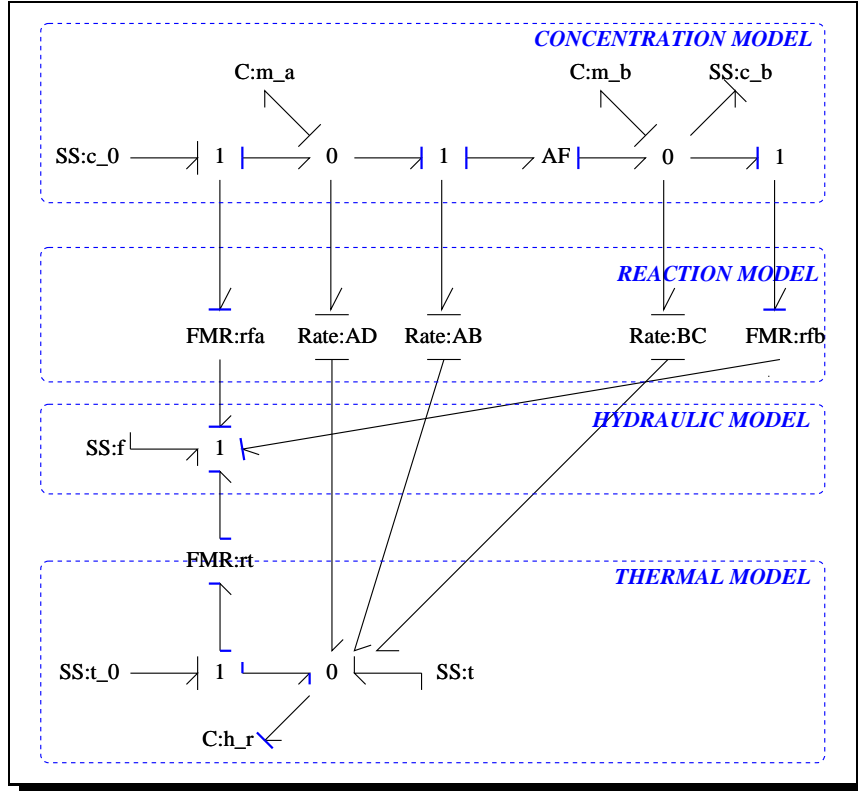 CONCENTRATION MODEL
C:m_a C:m_b SS:c_b
SS:c_0 1 0 1 AF 0 1
REACTION MODEL
FMR:rfa Rate:AD Rate:AB Rate:BC FMR:rfb
HYDRAULIC MODEL
SS:f 1
FMR:rt
THERMAL MODEL
SS:t_0 1 0 SS:t
C:h_r